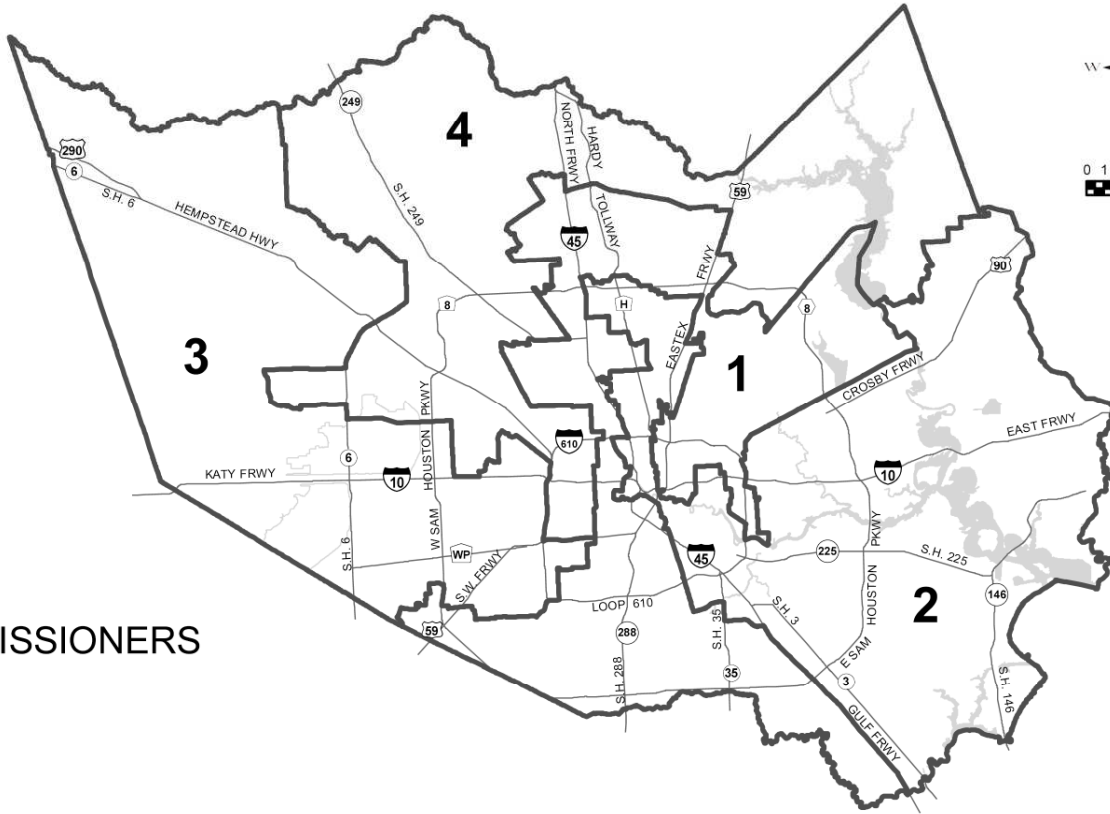 W
249
4
NORTH FRWY
HARDY
TOLLWAY
290
6
S.H. 6
HEMPSTEAD HWY
S.H. 249
59
0 1
45
FRWY
EASTEX
90
8
H
8
3
1
CROSBY FRWY
HOUSTON PKWY
W SAM
EAST FRWY
610
6
KATY FRWY
10
10
S.H. 6
WP
S.W. FRWY
45
225
S.H. 225
HOUSTON PKWY
E SAM
146
LOOP 610
S.H. 3
2
59
288
S.H. 35
ISSIONERS
S.H. 288
35
3
S.H. 146
GULF FRWY